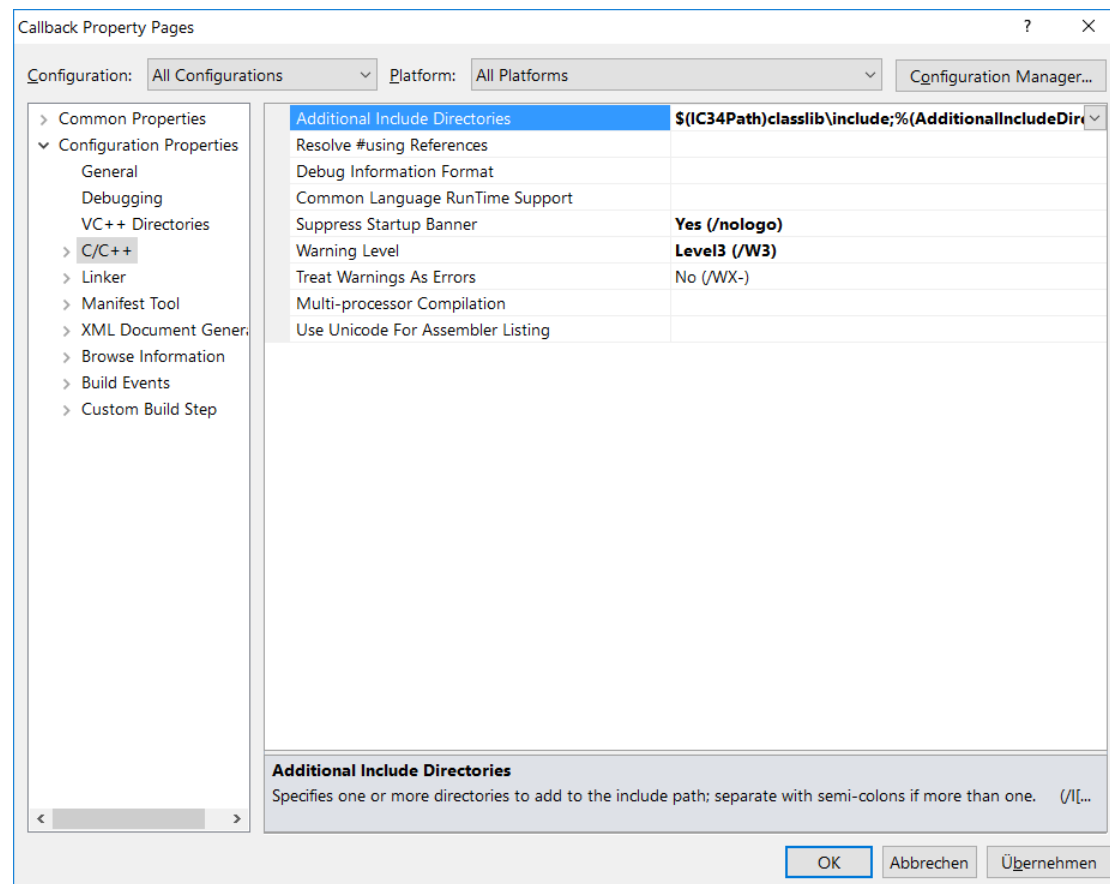 Callback Property Pages
?
Configuration: All Configurations Platform: All Platforms Configuration Manager...
Common Properties
Configuration Properties
General
Debugging
VC++ Directories
C/C++
Linker
Manifest Tool
XML Document Genera
Browse Information
Build Events
Custom Build Step
Additional Include Directories $(IC34Path)classlib\include;%(AdditionalIncludeDire
Resolve #using References
Debug Information Format
Common Language RunTime Support
Suppress Startup Banner Yes (/nologo)
Warning Level Level3 (/W3)
Treat Warnings As Errors No (/WX-)
Multi-processor Compilation
Use Unicode For Assembler Listing
Additional Include Directories
Specifies one or more directories to add to the include path; separate with semi-colons if more than one. (/I[...
OK Abbrechen Übernehmen